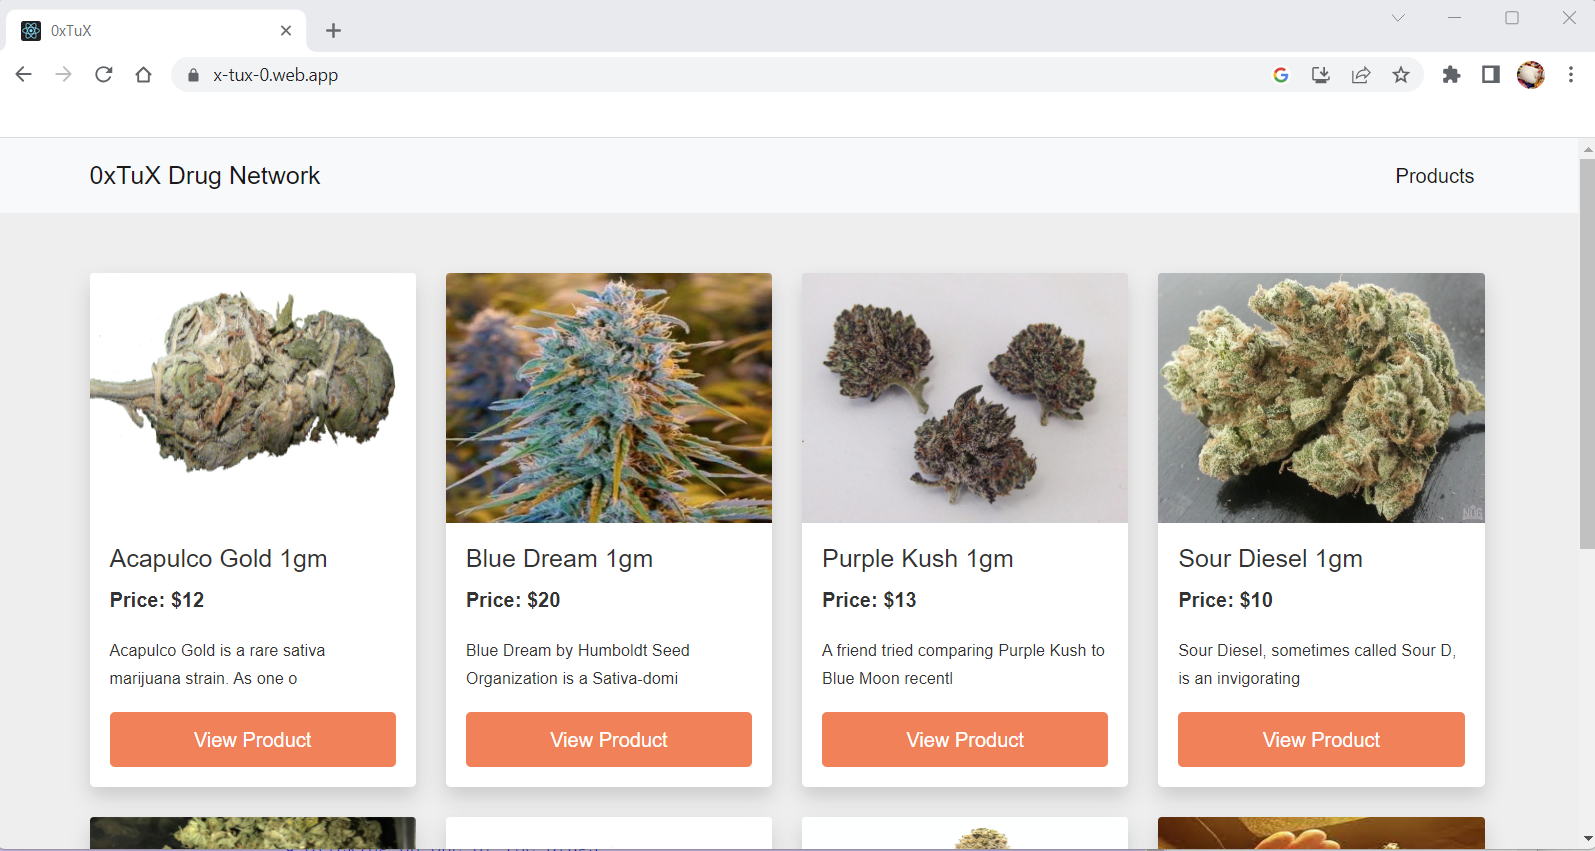 0xTuX
x-tux-0.web.app
0xTuX Drug Network
Products
Acapulco Gold 1gm
Price: $12
Acapulco Gold is a rare sativa
marijuana strain. As one o
View Product
Blue Dream 1gm
Price: $20
Blue Dream by Humboldt Seed
Organization is a Sativa-domi
View Product
Purple Kush 1gm
Price: $13
A friend tried comparing Purple Kush to
Blue Moon recentl
View Product
Sour Diesel 1gm
Price: $10
Sour Diesel, sometimes called Sour D,
is an invigorating
View Product